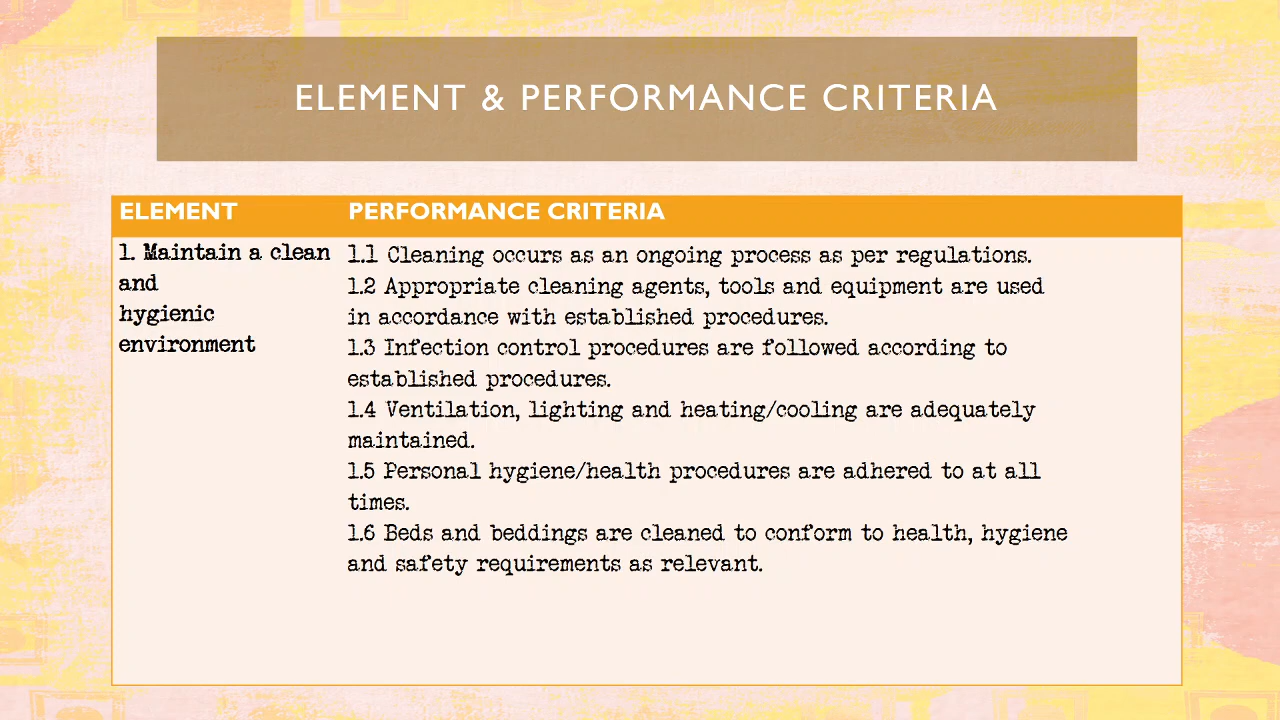 ELEMENT & PERFORMANCE CRITERIA
ELEMENT
PERFORMANCE CRITERIA
1. Maintain a clean
and
hygienic
environment
1.1 Cleaning occurs as an ongoing process as per regulations.
1.2 Appropriate cleaning agents, tools and equipment are used
in accordance with established procedures.
1.3 Infection control procedures are followed according to
established procedures.
1.4 Ventilation, lighting and heating/cooling are adequately
maintained.
1.5 Personal hygiene/health procedures are adhered to at all
times.
1.6 Beds and beddings are cleaned to conform to health, hygiene
and safety requirements as relevant.